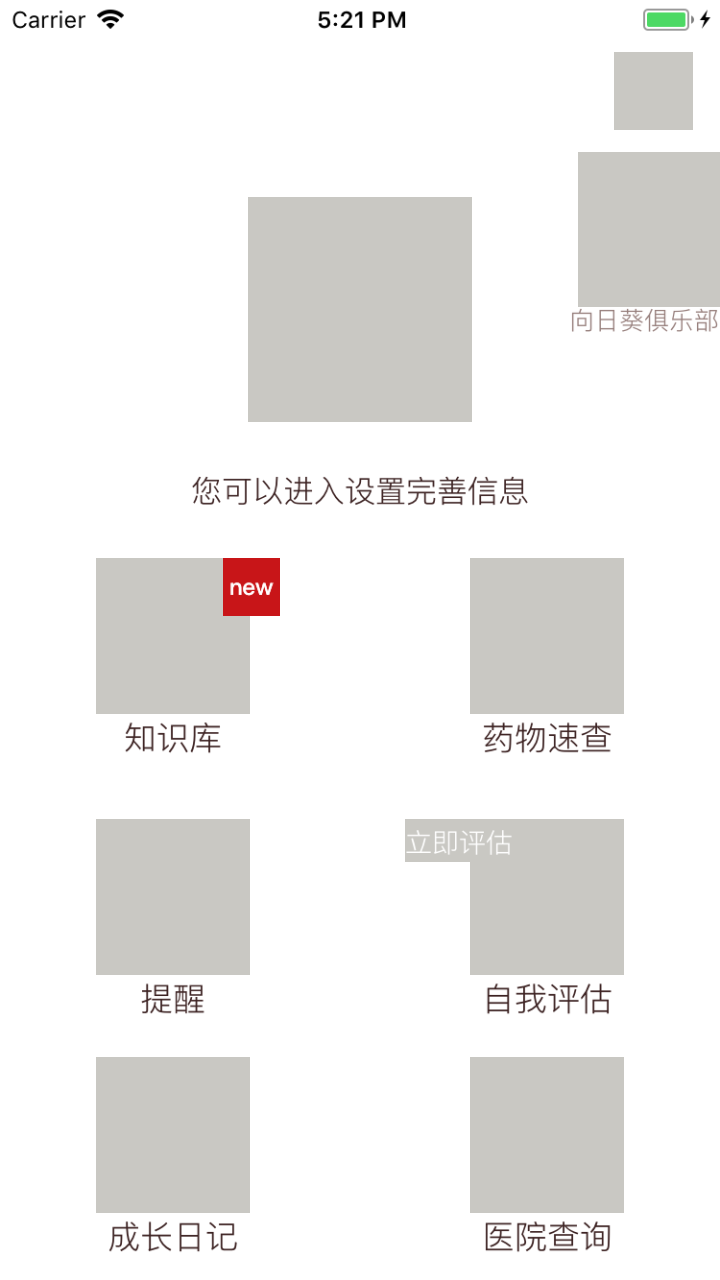 Carrier 5:21 PM
向日葵俱乐部
您可以进入设置完善信息
new
知识库 药物速查
立即评估
提醒 自我评估
成长日记 医院查询